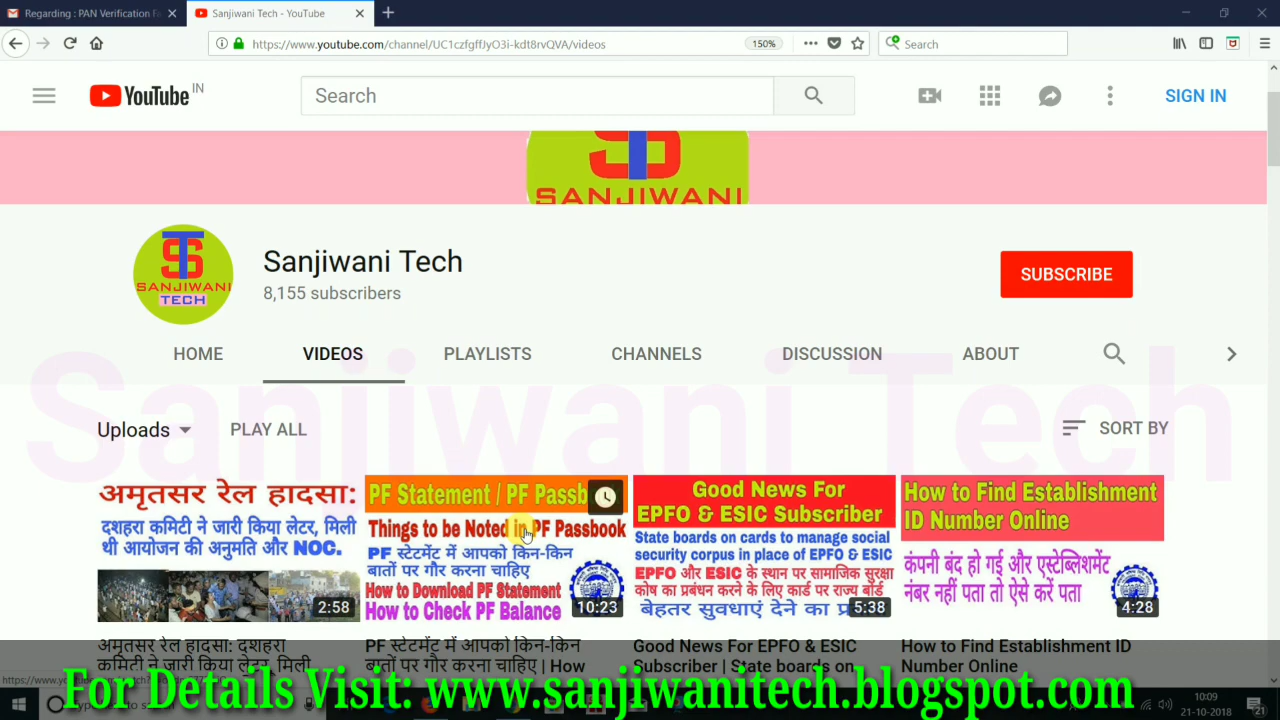 Regarding : PAN Verification Fo
Sanjiwani Tech - YouTube
https://www.youtube.com/channel/UC1czfgffJyO3i-kdt8rvQVA/videos
150%
Search
YouTube IN
Search
SIGN IN
SANJIWANI
SANJIWANI
TECH
Sanjiwani Tech
8,155 subscribers
SUBSCRIBE
HOME
VIDEOS
PLAYLISTS
CHANNELS
DISCUSSION
ABOUT
Sanjiwani Tech
Uploads
PLAY ALL
SORT BY
अमृतसर रेल हादसा:
दशहरा कमिटी ने जारी किया लेटर, मिली
थी आयोजन की अनुमति और NOC.
2:58
अमृतसर रेल हादसा: दशहरा
कमिटी ने जारी किया लेटर, मिली
PF Statement / PF Passb
Things to be Noted in PF Passbook
PF स्टेटमेंट में आपको किन-किन
बातों पर गौर करना चाहिए
How to Download PF Statement
How to Check PF Balance
10:23
PF स्टेटमेंट में आपको किन-किन
बातों पर गौर करना चाहिए | How
Good News For
EPFO & ESIC Subscriber
State boards on cards to manage social
security corpus in place of EPFO & ESIC
EPFO और ESIC के स्थान पर सामाजिक सुरक्षा
कोष का प्रबंधन करने के लिए कार्ड पर राज्य बोर्ड
बेहतर सुवधाएं देने का
5:38
Good News For EPFO & ESIC
Subscriber | State boards on
How to Find Establishment
ID Number Online
कंपनी बंद हो गई और एस्टेब्लिशमेंट
नंबर नहीं पता तो ऐसे करें पता
4:28
How to Find Establishment ID
Number Online
For Details Visit: www.sanjiwanitech.blogspot.com
10:09
21-10-2018
21